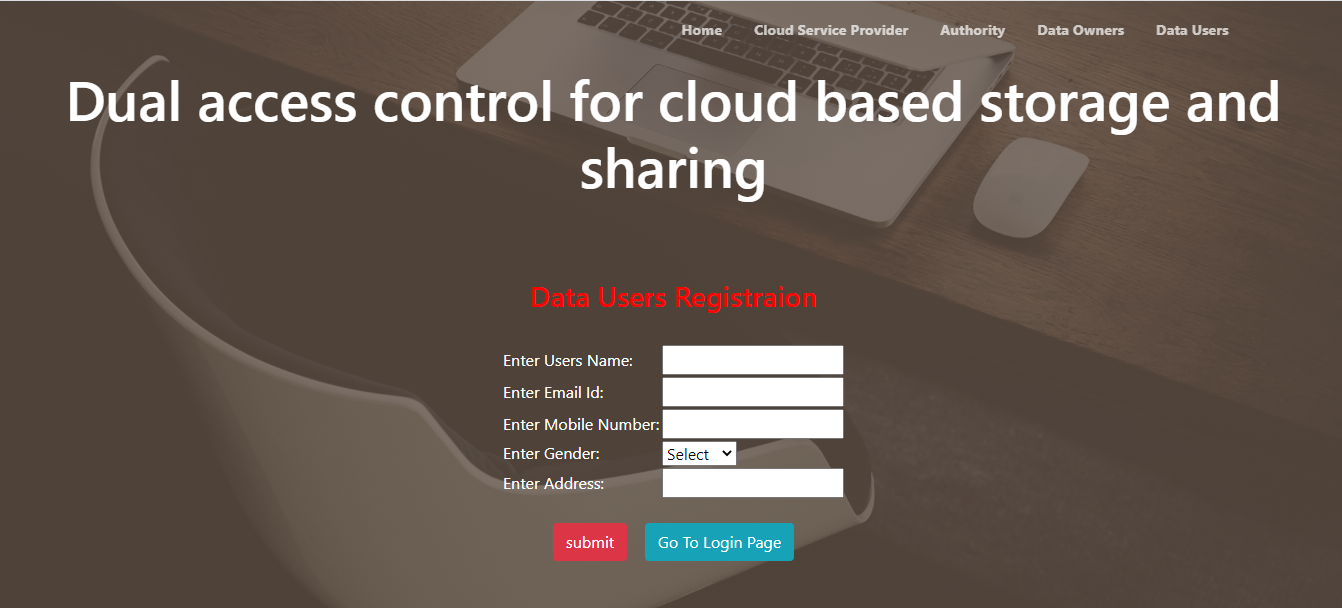 Home Cloud Service Provider Authority Data Owners Data Users
Dual access control for cloud based storage and
sharing
Data Users Registraion
Enter Users Name:
Enter Email Id:
Enter Mobile Number:
Enter Gender: Select
Enter Address:
submit Go To Login Page